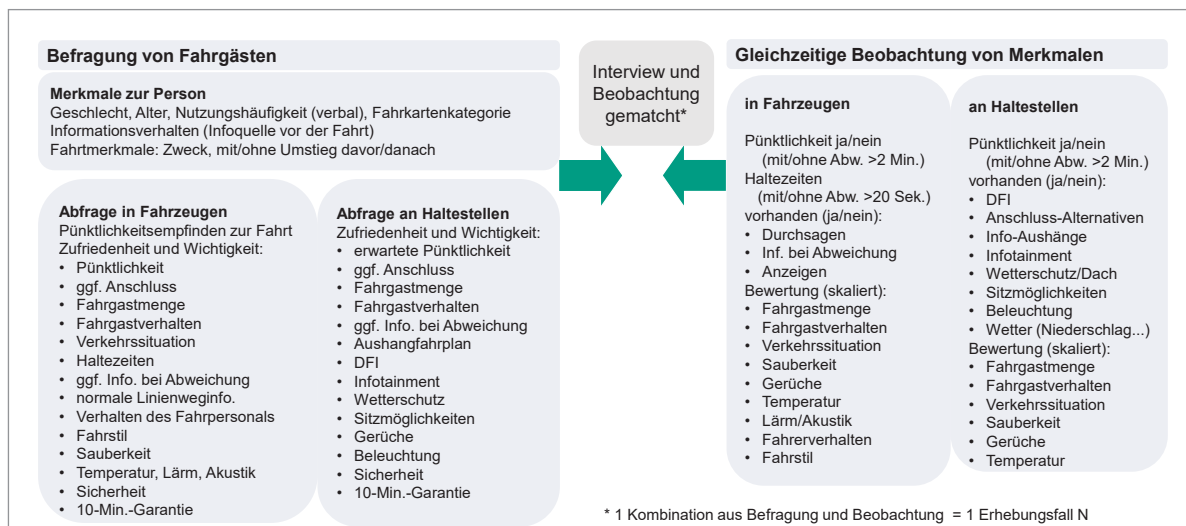 Befragung von Fahrgästen
Merkmale zur Person
Geschlecht, Alter, Nutzungshäufigkeit (verbal), Fahrkartenkategorie
Informationsverhalten (Infoquelle vor der Fahrt)
Fahrtmerkmale: Zweck, mit/ohne Umstieg davor/danach
Abfrage in Fahrzeugen
Pünktlichkeitsempfinden zur Fahrt
Zufriedenheit und Wichtigkeit:
• Pünktlichkeit
• ggf. Anschluss
• Fahrgastmenge
• Fahrgastverhalten
• Verkehrssituation
• Haltezeiten
• ggf. Info. bei Abweichung
• normale Linienweginfo.
• Verhalten des Fahrpersonals
• Fahrstil
• Sauberkeit
• Temperatur, Lärm, Akustik
• Sicherheit
• 10-Min.-Garantie
Abfrage an Haltestellen
Zufriedenheit und Wichtigkeit:
• erwartete Pünktlichkeit
• ggf. Anschluss
• Fahrgastmenge
• Fahrgastverhalten
• ggf. Info. bei Abweichung
• Aushangfahrplan
• DFI
• Infotainment
• Wetterschutz
• Sitzmöglichkeiten
• Gerüche
• Beleuchtung
• Sicherheit
• 10-Min.-Garantie
Interview und
Beobachtung
gematcht*
Gleichzeitige Beobachtung von Merkmalen
in Fahrzeugen
Pünktlichkeit ja/nein
(mit/ohne Abw. >2 Min.)
Haltezeiten
(mit/ohne Abw. >20 Sek.)
vorhanden (ja/nein):
• Durchsagen
• Inf. bei Abweichung
• Anzeigen
Bewertung (skaliert):
• Fahrgastmenge
• Fahrgastverhalten
• Verkehrssituation
• Sauberkeit
• Gerüche
• Temperatur
• Lärm/Akustik
• Fahrerverhalten
• Fahrstil
an Haltestellen
Pünktlichkeit ja/nein
(mit/ohne Abw. >2 Min.)
vorhanden (ja/nein):
• DFI
• Anschluss-Alternativen
• Info-Aushänge
• Infotainment
• Wetterschutz/Dach
• Sitzmöglichkeiten
• Beleuchtung
• Wetter (Niederschlag...)
Bewertung (skaliert):
• Fahrgastmenge
• Fahrgastverhalten
• Verkehrssituation
• Sauberkeit
• Gerüche
• Temperatur
* 1 Kombination aus Befragung und Beobachtung = 1 Erhebungsfall N